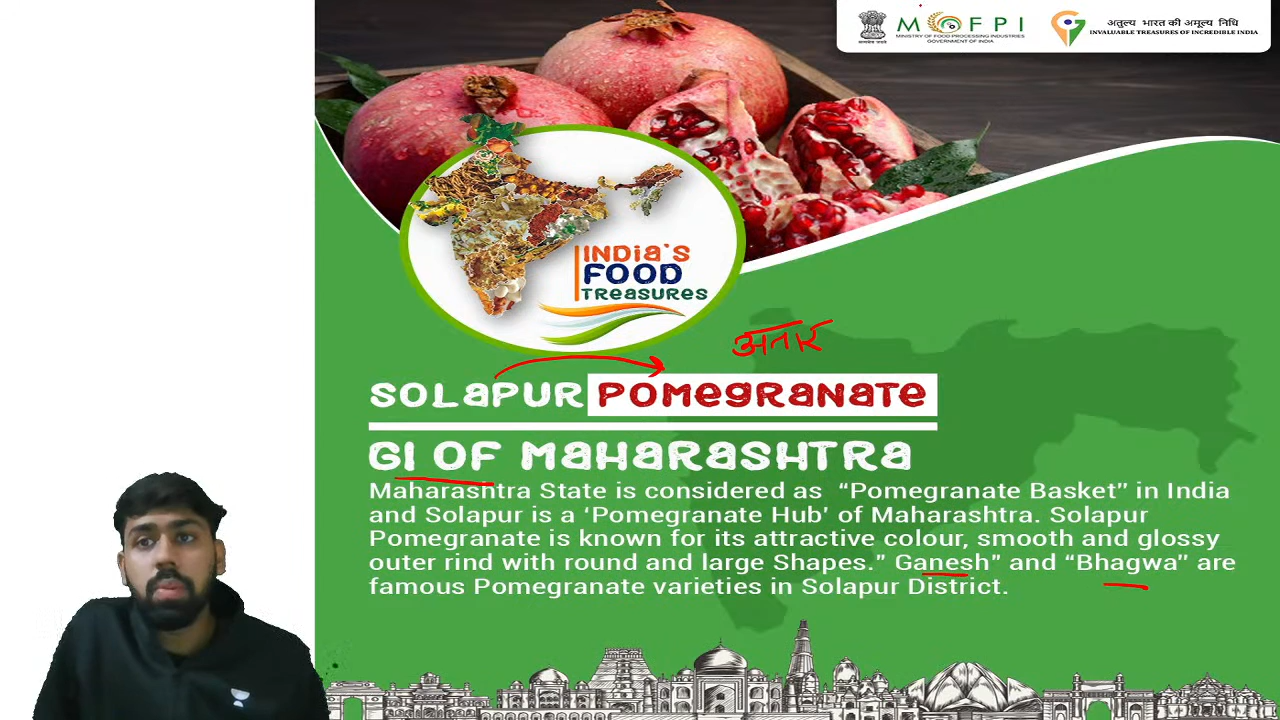 MOFPI
MINISTRY OF FOOD PROCESSING INDUSTRIES
GOVERNMENT OF INDIA
अतुल्य भारत की अमूल्य निधि
INVALUABLE TREASURES OF INCREDIBLE INDIA
INDIA'S
FOOD
TREASURES
अनार
SOLAPUR POMEGRANATE
GI OF MAHARASHTRA
Maharashtra State is considered as “Pomegranate Basket” in India
and Solapur is a ‘Pomegranate Hub’ of Maharashtra. Solapur
Pomegranate is known for its attractive colour, smooth and glossy
outer rind with round and large Shapes.” Ganesh” and “Bhagwa” are
famous Pomegranate varieties in Solapur District.